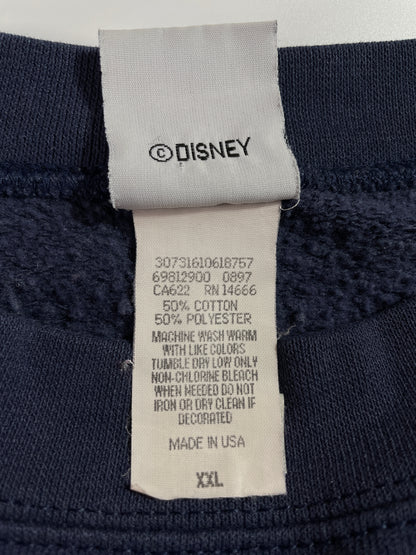 ©DISNEY
30731610618757
69812900 0897
CA622 RN 14666
50% COTTON
50% POLYESTER
MACHINE WASH WARM
WITH LIKE COLORS
TUMBLE DRY LOW ONLY
NON-CHLORINE BLEACH
WHEN NEEDED DO NOT
IRON OR DRY CLEAN IF
DECORATED
MADE IN USA
XXL